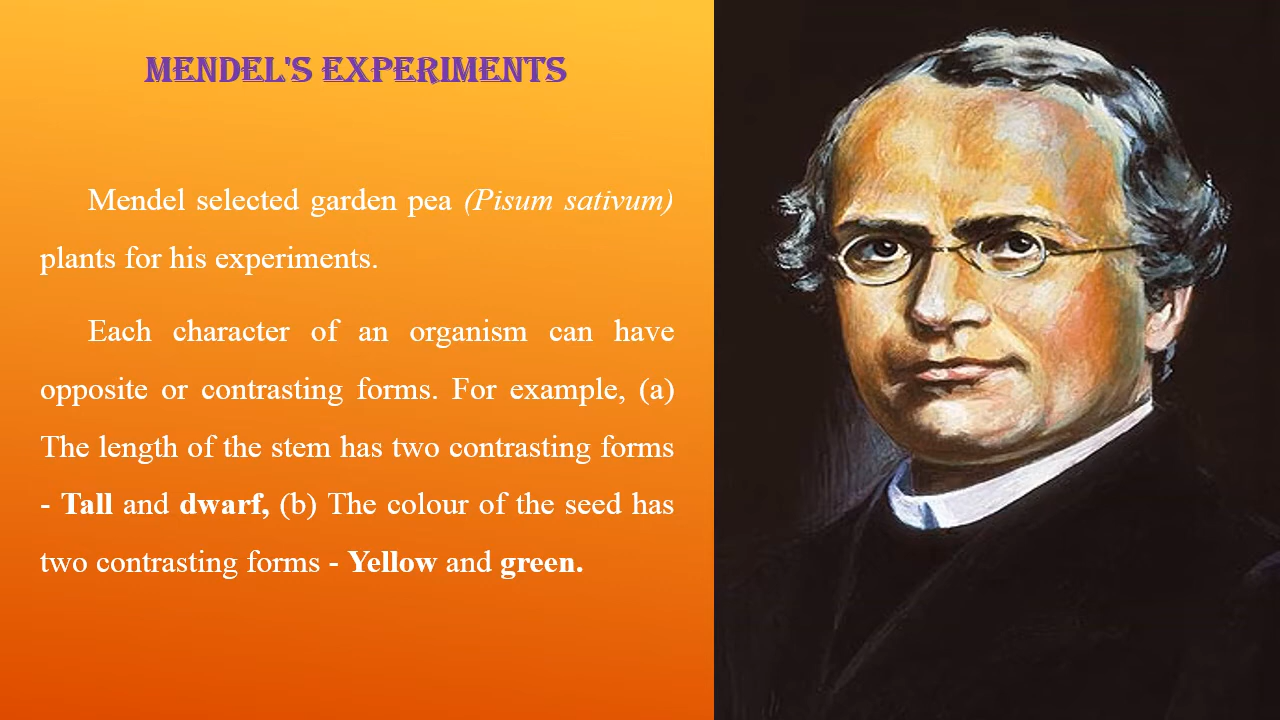 MENDEL'S EXPERIMENTS
Mendel selected garden pea (Pisum sativum)
plants for his experiments.
Each character of an organism can have
opposite or contrasting forms. For example, (a)
The length of the stem has two contrasting forms
- Tall and dwarf, (b) The colour of the seed has
two contrasting forms - Yellow and green.